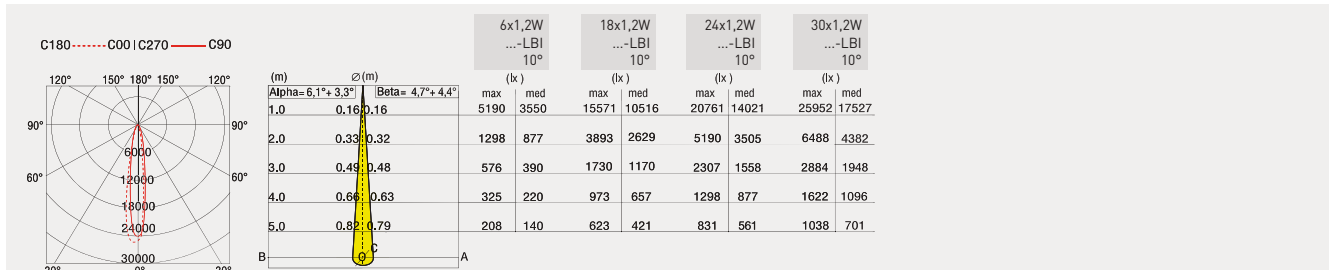 6x1,2W 18x1,2W 24x1,2W 30x1,2W
...-LBI ...-LBI ...-LBI ...-LBI
10° 10° 10° 10°
C180 C00 | C270 C90
120° 150° 180° 150° 120°
90° 90°
60° 60°
6000
12000
18000
24000
30000
30° 0° 30°
(m) ∅(m) (lx ) (lx ) (lx ) (lx )
Alpha= 6,1°+ 3,3° Beta= 4,7°+ 4,4° max med max med max med max med
1.0 0.16 0.16 5190 3550 15571 10516 20761 14021 25952 17527
2.0 0.33 0.32 1298 877 3893 2629 5190 3505 6488 4382
3.0 0.49 0.48 576 390 1730 1170 2307 1558 2884 1948
4.0 0.66 0.63 325 220 973 657 1298 877 1622 1096
5.0 0.82 0.79 208 140 623 421 831 561 1038 701
C
B A